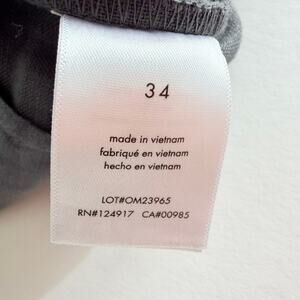 34
made in vietnam
fabriqué en vietnam
hecho en vietnam
LOT#OM23965
RN#124917 CA#00985